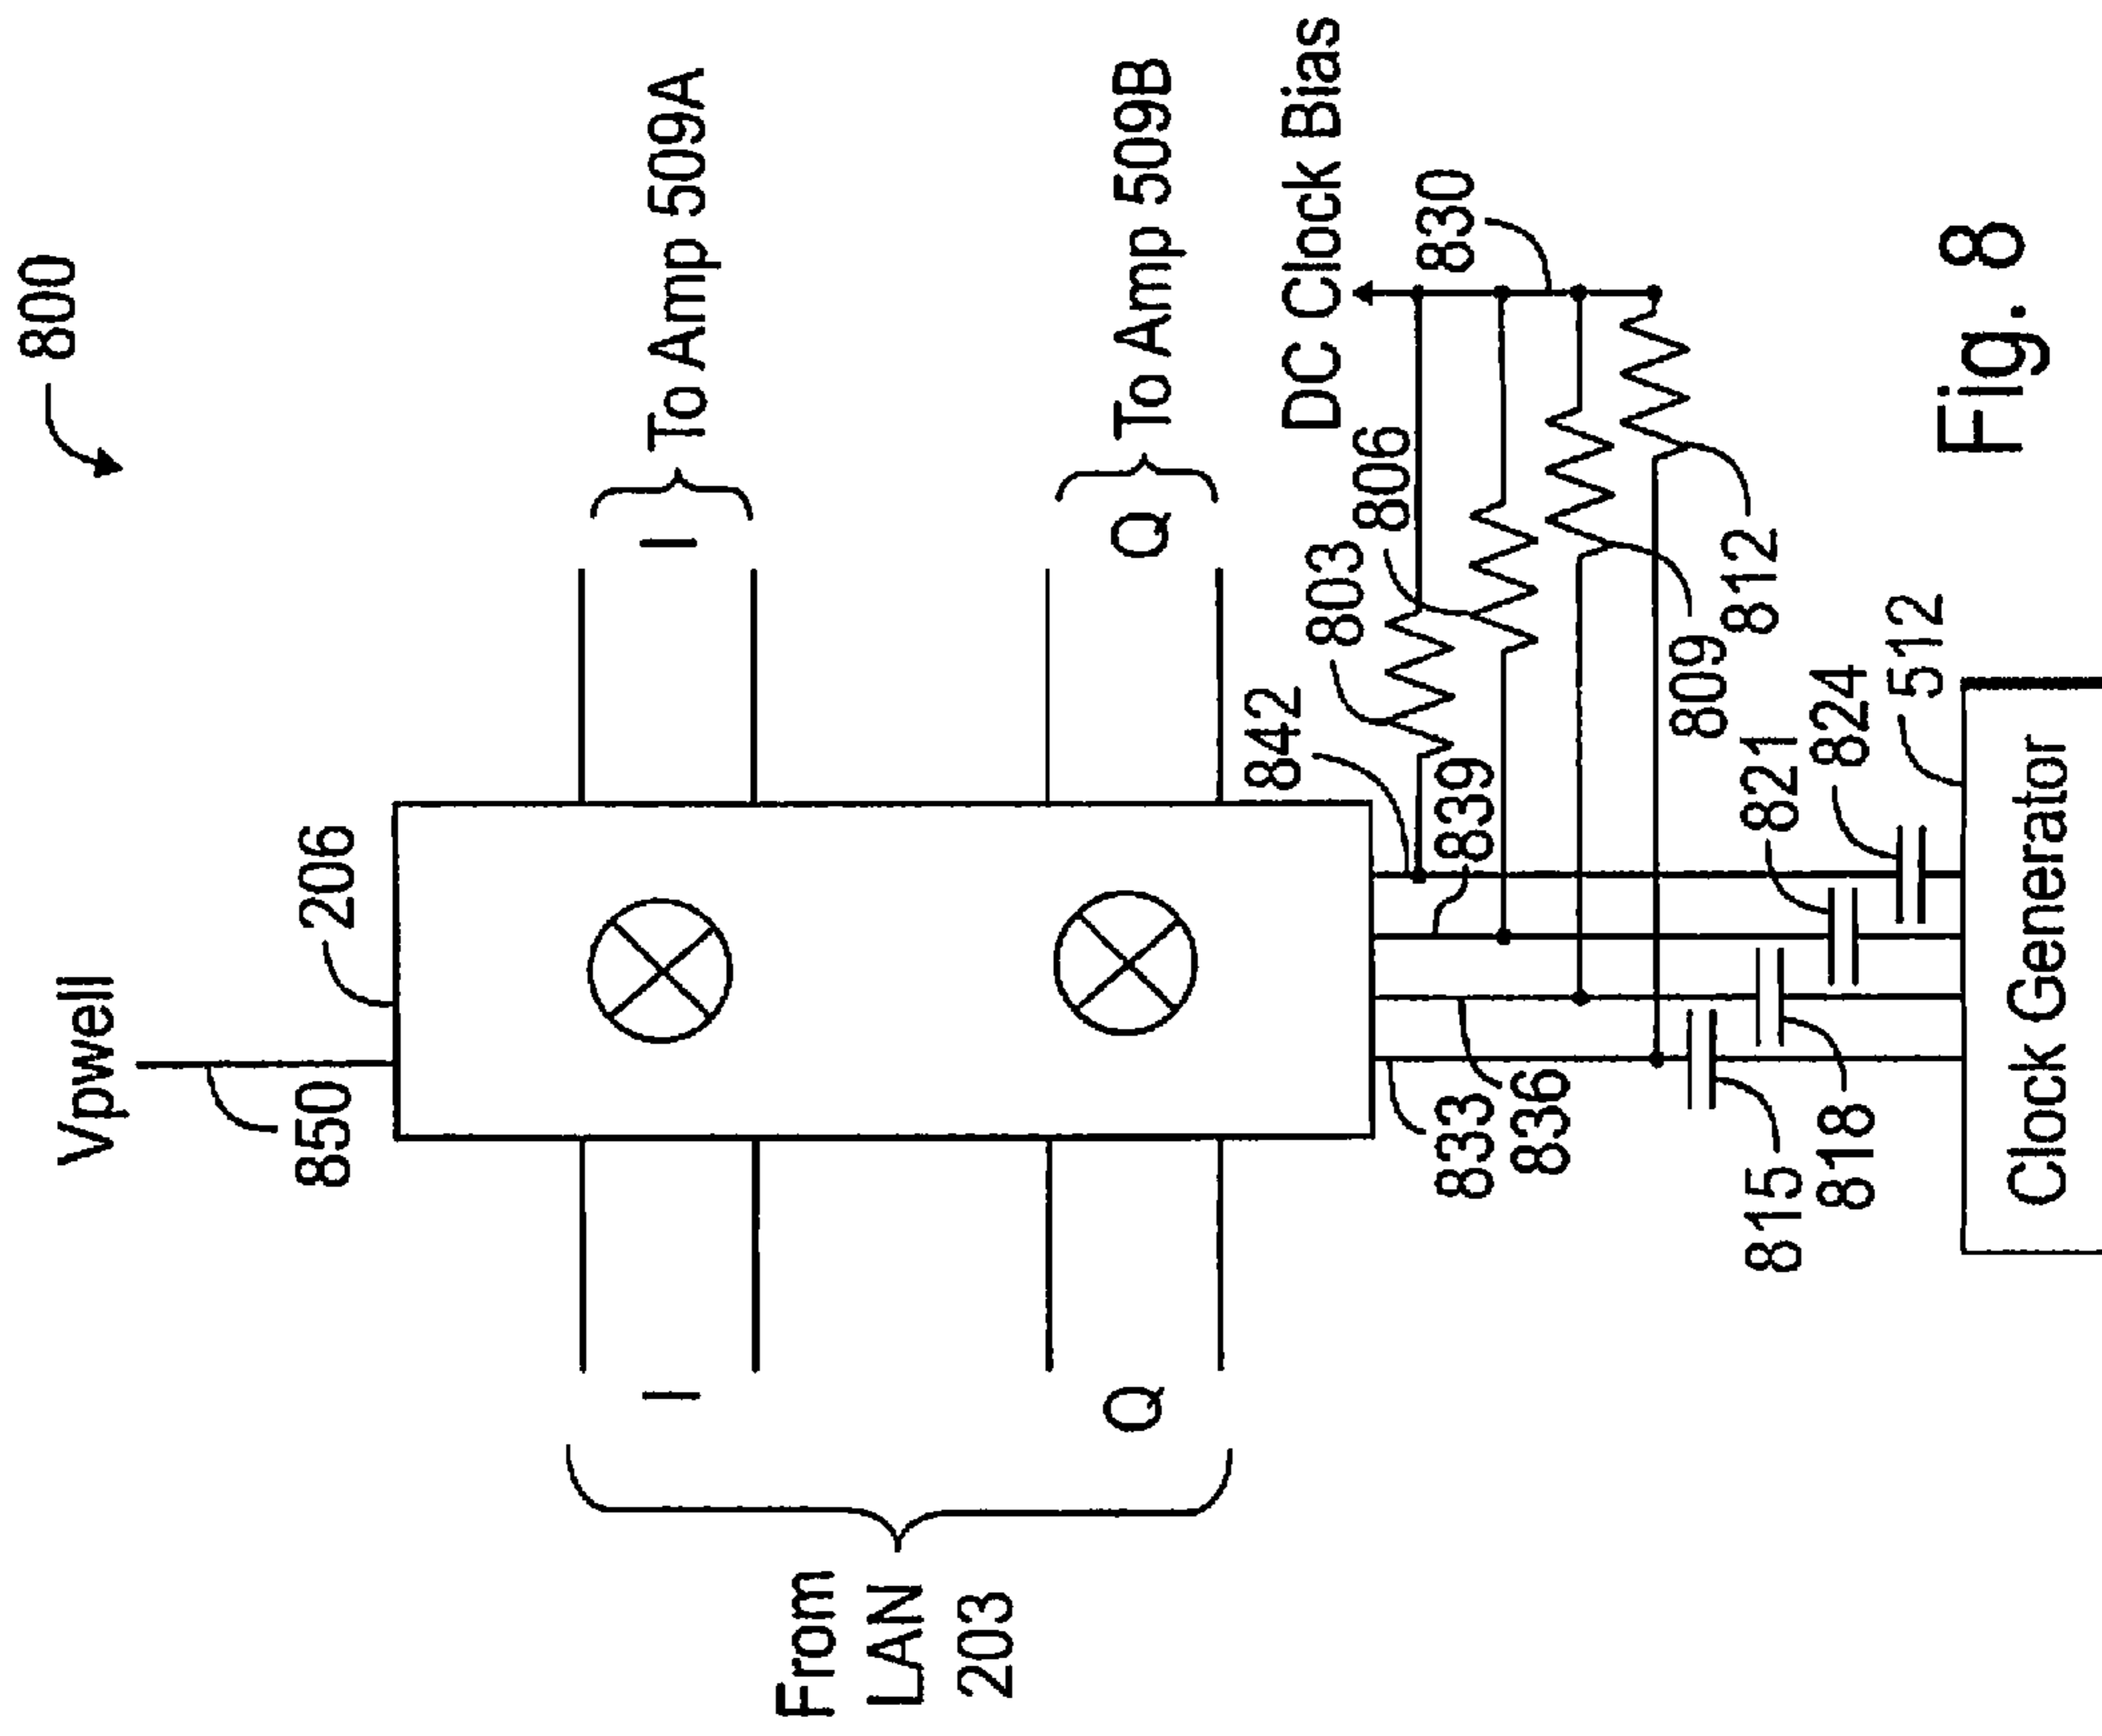 800
Vpwell
850
206
I
To Amp 509A
Q
To Amp 509B
From
LAN
203
I
Q
DC Clock Bias
830
842
803
806
839
833
836
809
812
815
818
821
824
512
Clock Generator
Fig. 8